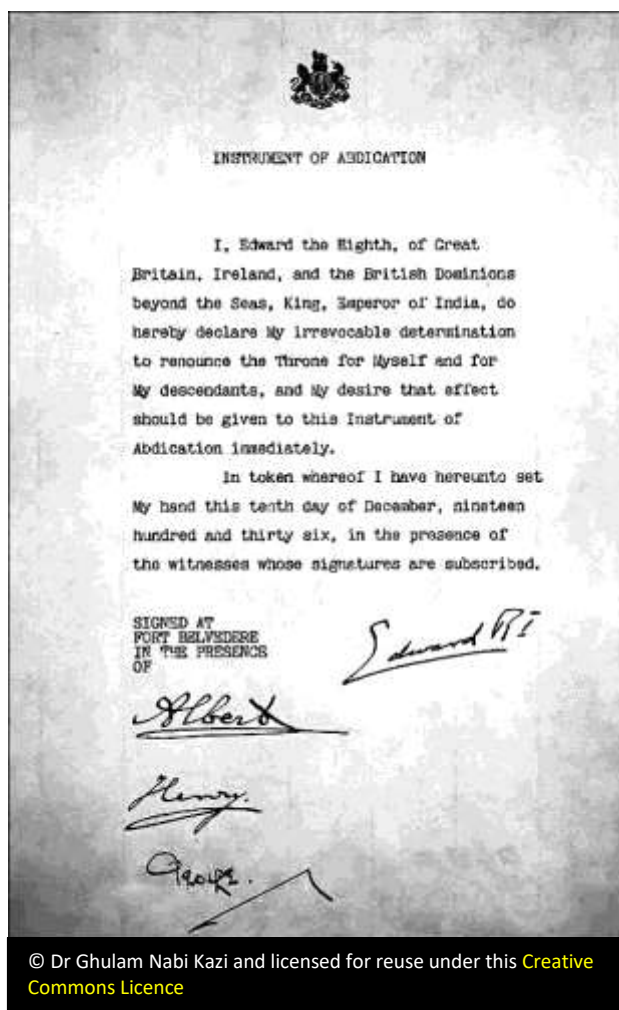 INSTRUMENT OF ABDICATION
I, Edward the Eighth, of Great
Britain, Ireland, and the British Dominions
beyond the Seas, King, Emperor of India, do
hereby declare My irrevocable determination
to renounce the Throne for Myself and for
My descendants, and My desire that effect
should be given to this Instrument of
Abdication immediately.
In token whereof I have hereunto set
My hand this tenth day of December, nineteen
hundred and thirty six, in the presence of
the witnesses whose signatures are subscribed.
SIGNED AT
FORT BELVEDERE
IN THE PRESENCE
OF
Edward RI
Albert
Henry.
George.
© Dr Ghulam Nabi Kazi and licensed for reuse under this Creative
Commons Licence